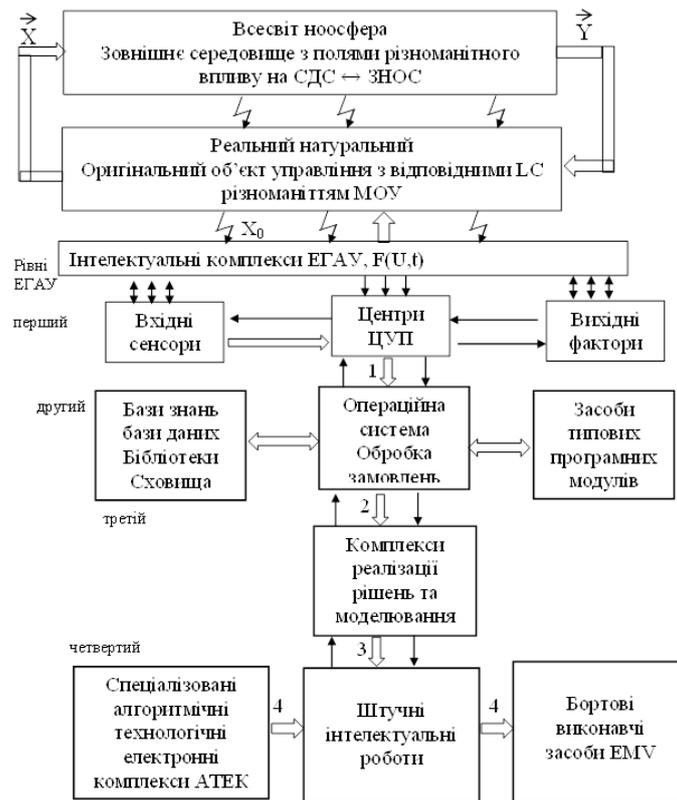 X
Y
Всесвіт ноосфера
Зовнішнє середовище з полями різноманітного
впливу на СДС ↔ ЗНОС
Реальний натуральний
Оригінальний об’єкт управління з відповідними LC
різноманіттям МОУ
X₀
Інтелектуальні комплекси ЕГАУ, F(U,t)
Рівні
ЕГАУ
перший
Вхідні
сенсори
Центри
ЦУП
Вихідні
фактори
1
другий
Бази знань
бази даних
Бібліотеки
Сховища
Операційна
система
Обробка
замовлень
Засоби
типових
програмних
модулів
третій
2
Комплекси
реалізації
рішень та
моделювання
четвертий
3
Спеціалізовані
алгоритмічні
технологічні
електронні
комплекси АТЕК
4
Штучні
інтелектуальні
роботи
4
Бортові
виконавчі
засоби EMV